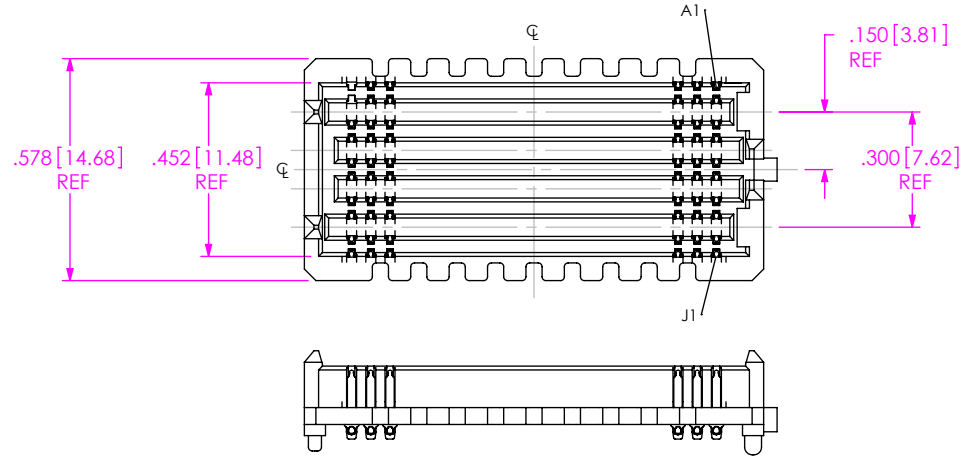 A1
℄
.150 [3.81]
REF
.578 [14.68]
REF
.452 [11.48]
REF
℄
.300 [7.62]
REF
J1